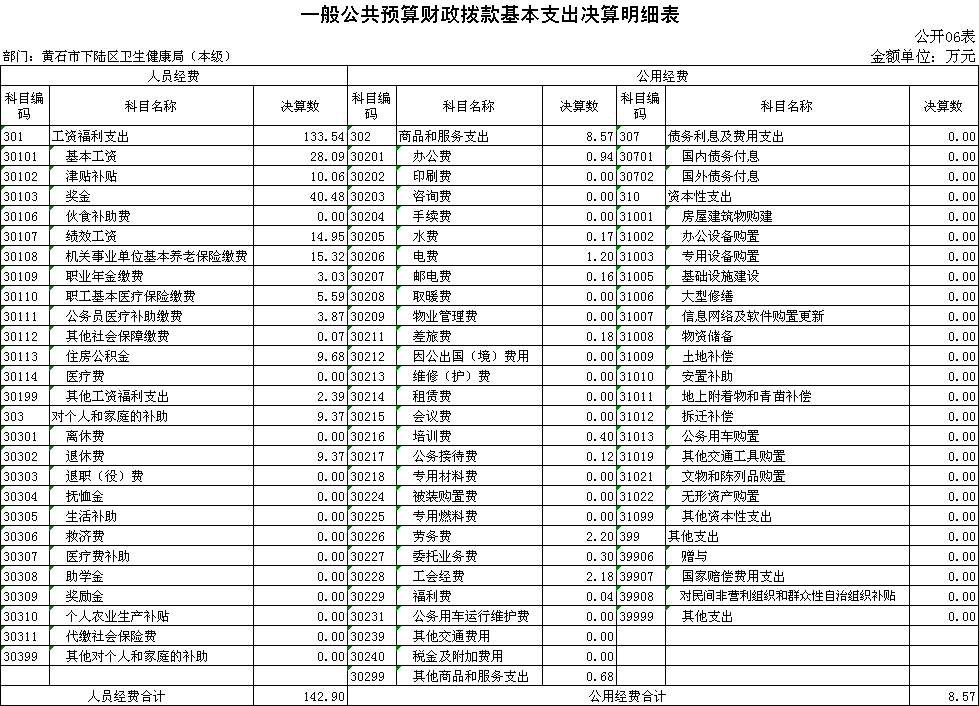 一般公共预算财政拨款基本支出决算明细表
公开06表
部门：黄石市下陆区卫生健康局（本级） 金额单位：万元
人员经费 公用经费
科目编码 科目名称 决算数 科目编码 科目名称 决算数 科目编码 科目名称 决算数
301 工资福利支出 133.54 302 商品和服务支出 8.57 307 债务利息及费用支出 0.00
30101 基本工资 28.09 30201 办公费 0.94 30701 国内债务付息 0.00
30102 津贴补贴 10.06 30202 印刷费 0.00 30702 国外债务付息 0.00
30103 奖金 40.48 30203 咨询费 0.00 310 资本性支出 0.00
30106 伙食补助费 0.00 30204 手续费 0.00 31001 房屋建筑物购建 0.00
30107 绩效工资 14.95 30205 水费 0.17 31002 办公设备购置 0.00
30108 机关事业单位基本养老保险缴费 15.32 30206 电费 1.20 31003 专用设备购置 0.00
30109 职业年金缴费 3.03 30207 邮电费 0.16 31005 基础设施建设 0.00
30110 职工基本医疗保险缴费 5.59 30208 取暖费 0.00 31006 大型修缮 0.00
30111 公务员医疗补助缴费 3.87 30209 物业管理费 0.00 31007 信息网络及软件购置更新 0.00
30112 其他社会保障缴费 0.07 30211 差旅费 0.18 31008 物资储备 0.00
30113 住房公积金 9.68 30212 因公出国（境）费用 0.00 31009 土地补偿 0.00
30114 医疗费 0.00 30213 维修（护）费 0.00 31010 安置补助 0.00
30199 其他工资福利支出 2.39 30214 租赁费 0.00 31011 地上附着物和青苗补偿 0.00
303 对个人和家庭的补助 9.37 30215 会议费 0.00 31012 拆迁补偿 0.00
30301 离休费 0.00 30216 培训费 0.40 31013 公务用车购置 0.00
30302 退休费 9.37 30217 公务接待费 0.12 31019 其他交通工具购置 0.00
30303 退职（役）费 0.00 30218 专用材料费 0.00 31021 文物和陈列品购置 0.00
30304 抚恤金 0.00 30224 被装购置费 0.00 31022 无形资产购置 0.00
30305 生活补助 0.00 30225 专用燃料费 0.00 31099 其他资本性支出 0.00
30306 救济费 0.00 30226 劳务费 2.20 399 其他支出 0.00
30307 医疗费补助 0.00 30227 委托业务费 0.30 39906 赠与 0.00
30308 助学金 0.00 30228 工会经费 2.18 39907 国家赔偿费用支出 0.00
30309 奖励金 0.00 30229 福利费 0.04 39908 对民间非营利组织和群众性自治组织补贴 0.00
30310 个人农业生产补贴 0.00 30231 公务用车运行维护费 0.00 39999 其他支出 0.00
30311 代缴社会保险费 0.00 30239 其他交通费用 0.00
30399 其他对个人和家庭的补助 0.00 30240 税金及附加费用 0.00
30299 其他商品和服务支出 0.68
人员经费合计 142.90 公用经费合计 8.57